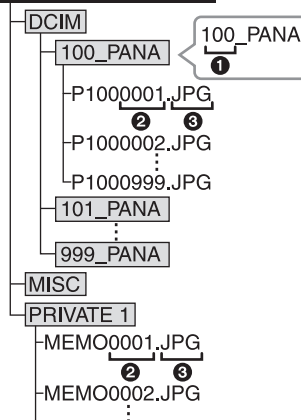 DCIM
100_PANA
100_PANA
❶
P1000001.JPG
❷ ❸
P1000002.JPG
P1000999.JPG
101_PANA
999_PANA
MISC
PRIVATE 1
MEMO0001.JPG
❷ ❸
MEMO0002.JPG